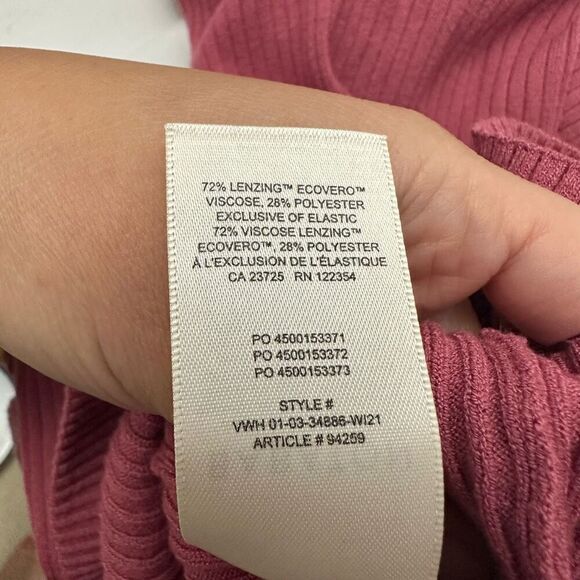 72% LENZING™ ECOVERO™
VISCOSE, 28% POLYESTER
EXCLUSIVE OF ELASTIC
72% VISCOSE LENZING™
ECOVERO™, 28% POLYESTER
À L'EXCLUSION DE L'ÉLASTIQUE
CA 23725 RN 122354
PO 4500153371
PO 4500153372
PO 4500153373
STYLE #
VWH 01-03-34886-WI21
ARTICLE # 94259